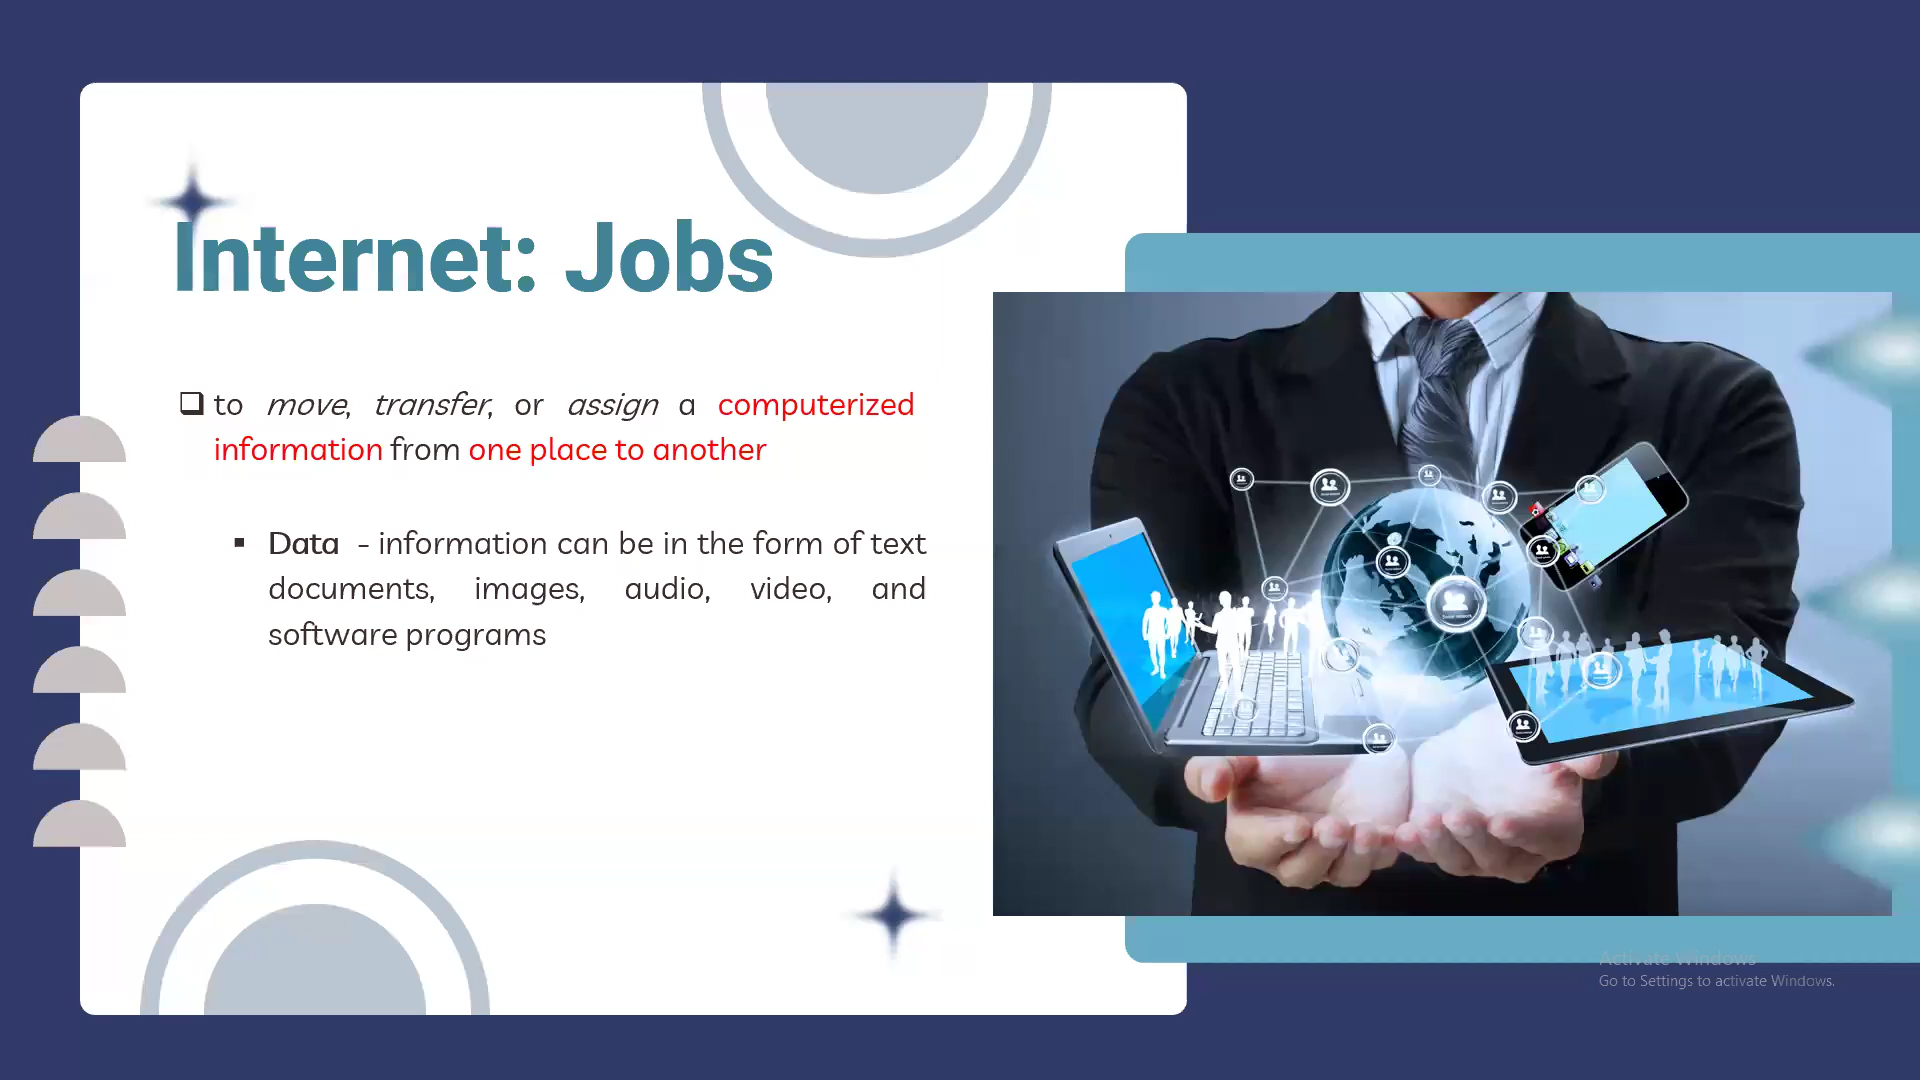 Internet: Jobs
to move, transfer, or assign a computerized
information from one place to another
Data - information can be in the form of text
documents, images, audio, video, and
software programs
Activate Windows
Go to Settings to activate Windows.